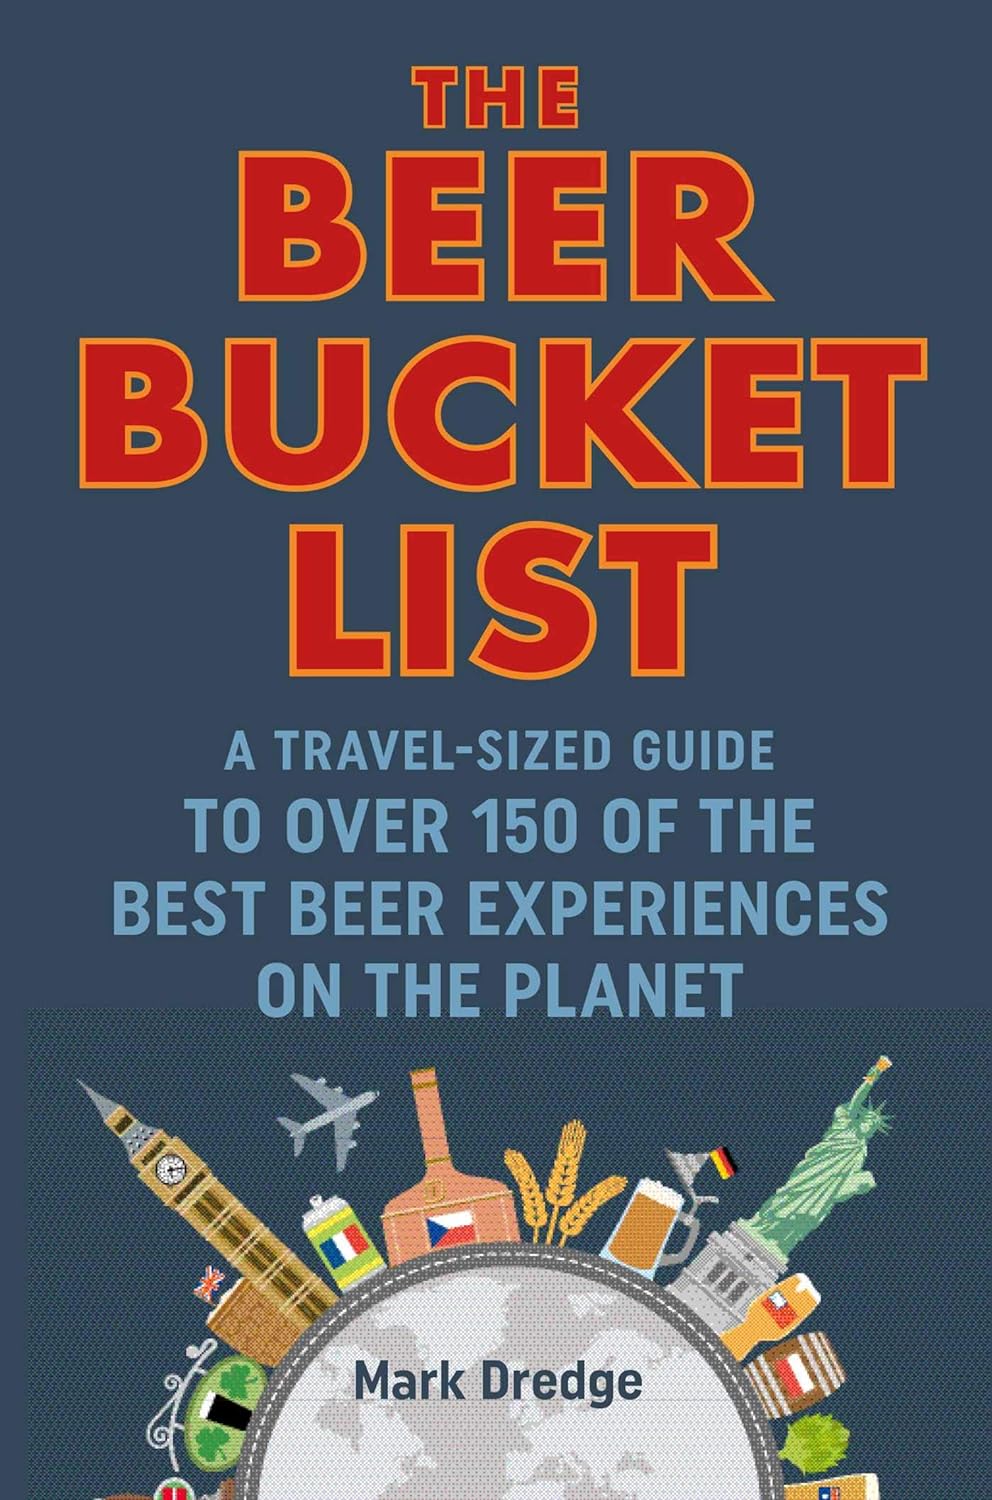 THE
BEER
BUCKET
LIST
A TRAVEL-SIZED GUIDE
TO OVER 150 OF THE
BEST BEER EXPERIENCES
ON THE PLANET
Mark Dredge